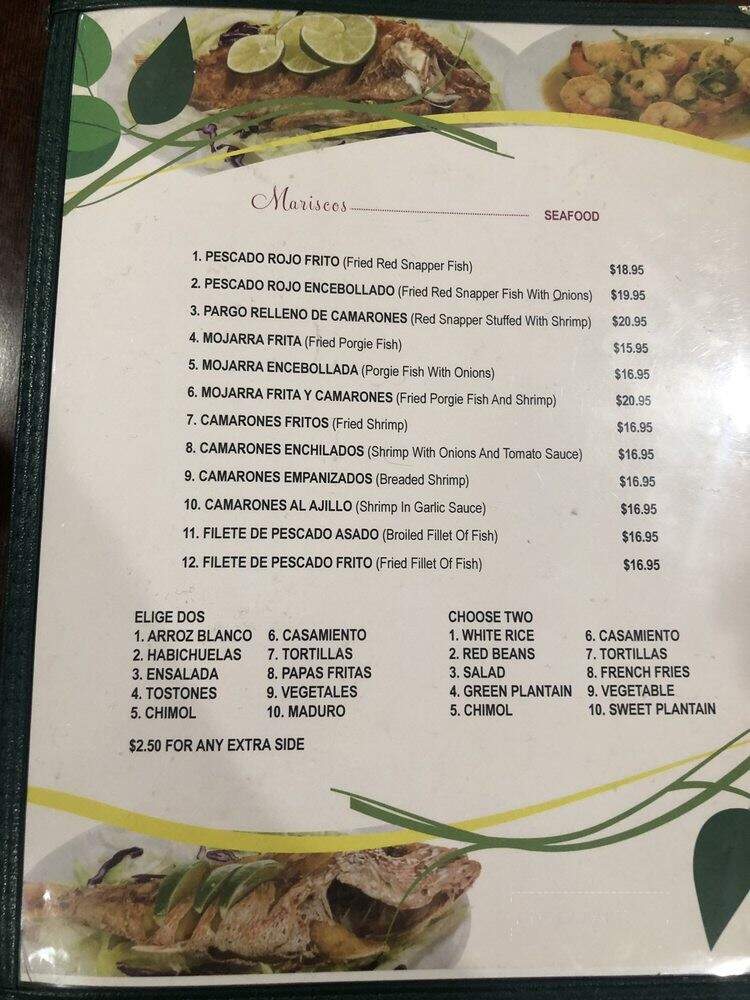 Mariscos SEAFOOD
1. PESCADO ROJO FRITO (Fried Red Snapper Fish) $18.95
2. PESCADO ROJO ENCEBOLLADO (Fried Red Snapper Fish With Onions) $19.95
3. PARGO RELLENO DE CAMARONES (Red Snapper Stuffed With Shrimp) $20.95
4. MOJARRA FRITA (Fried Porgie Fish) $15.95
5. MOJARRA ENCEBOLLADA (Porgie Fish With Onions) $16.95
6. MOJARRA FRITA Y CAMARONES (Fried Porgie Fish And Shrimp) $20.95
7. CAMARONES FRITOS (Fried Shrimp) $16.95
8. CAMARONES ENCHILADOS (Shrimp With Onions And Tomato Sauce) $16.95
9. CAMARONES EMPANIZADOS (Breaded Shrimp) $16.95
10. CAMARONES AL AJILLO (Shrimp In Garlic Sauce) $16.95
11. FILETE DE PESCADO ASADO (Broiled Fillet Of Fish) $16.95
12. FILETE DE PESCADO FRITO (Fried Fillet Of Fish) $16.95
ELIGE DOS
1. ARROZ BLANCO 6. CASAMIENTO
2. HABICHUELAS 7. TORTILLAS
3. ENSALADA 8. PAPAS FRITAS
4. TOSTONES 9. VEGETALES
5. CHIMOL 10. MADURO
CHOOSE TWO
1. WHITE RICE 6. CASAMIENTO
2. RED BEANS 7. TORTILLAS
3. SALAD 8. FRENCH FRIES
4. GREEN PLANTAIN 9. VEGETABLE
5. CHIMOL 10. SWEET PLANTAIN
$2.50 FOR ANY EXTRA SIDE